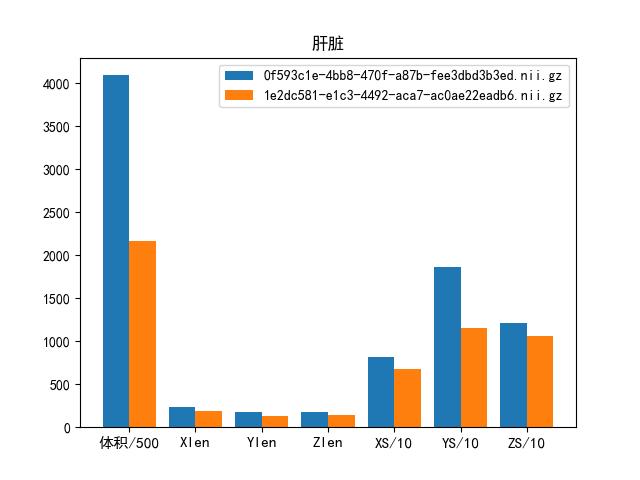 肝脏
0f593c1e-4bb8-470f-a87b-fee3dbd3b3ed.nii.gz
1e2dc581-e1c3-4492-aca7-ac0ae22eadb6.nii.gz
4000
3500
3000
2500
2000
1500
1000
500
0
体积/500 Xlen Ylen Zlen XS/10 YS/10 ZS/10